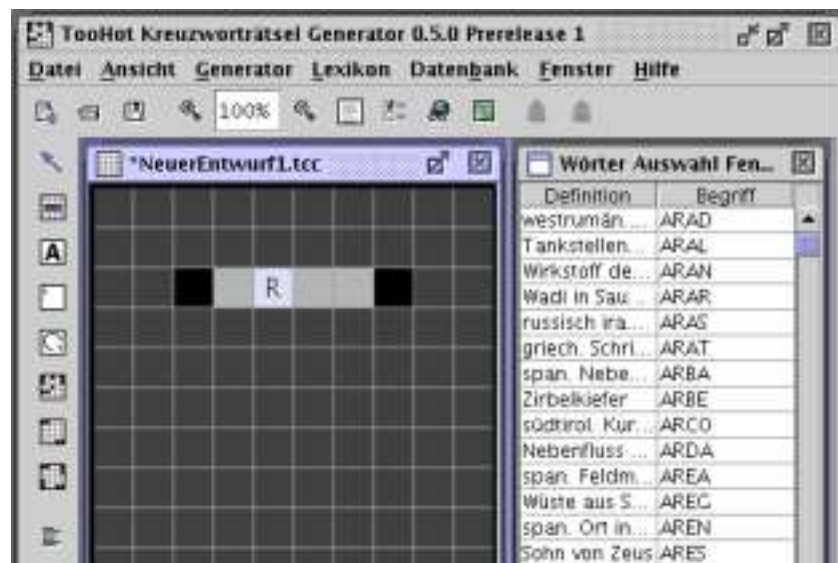 TooHot Kreuzworträtsel Generator 0.5.0 Prerelease 1
Datei Ansicht Generator Lexikon Datenbank Fenster Hilfe
100%
*NeuerEntwurf1.tcc
Wörter Auswahl Fen...
A
R
Definition Begriff
westrumän.... ARAD
Tankstellen... ARAL
Wirkstoff de... ARAN
Wadi in Sau... ARAR
russisch ira.... ARAS
griech. Schri... ARAT
span. Nebe... ARBA
Zirbelkiefer ARBE
südtirol. Kur... ARCO
Nebenfluss ... ARDA
span. Feldm... AREA
Wüste aus S... AREG
span. Ort in... AREN
Sohn von Zeus ARES